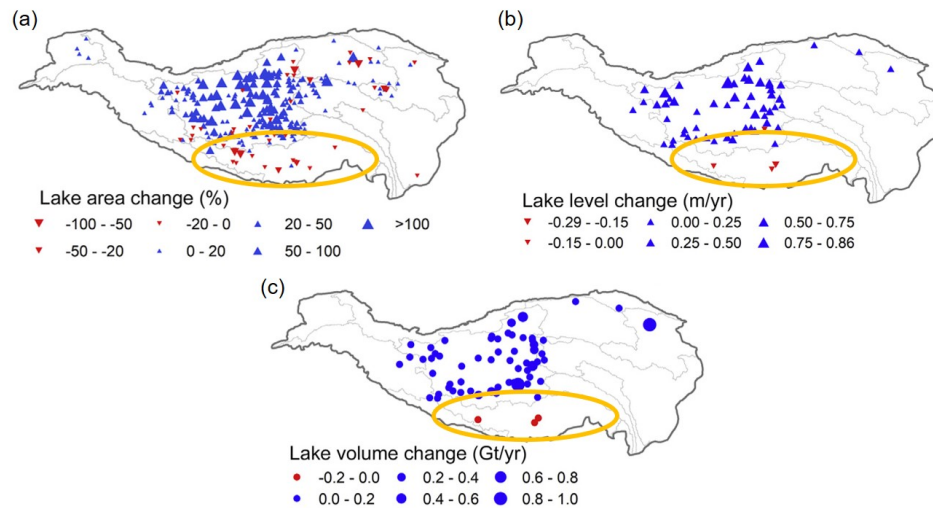 (a)
(b)
Lake area change (%)
-100 - -50
-20 - 0
20 - 50
>100
-50 - -20
0 - 20
50 - 100
Lake level change (m/yr)
-0.29 - -0.15
0.00 - 0.25
0.50 - 0.75
-0.15 - 0.00
0.25 - 0.50
0.75 - 0.86
(c)
Lake volume change (Gt/yr)
-0.2 - 0.0
0.2 - 0.4
0.6 - 0.8
0.0 - 0.2
0.4 - 0.6
0.8 - 1.0